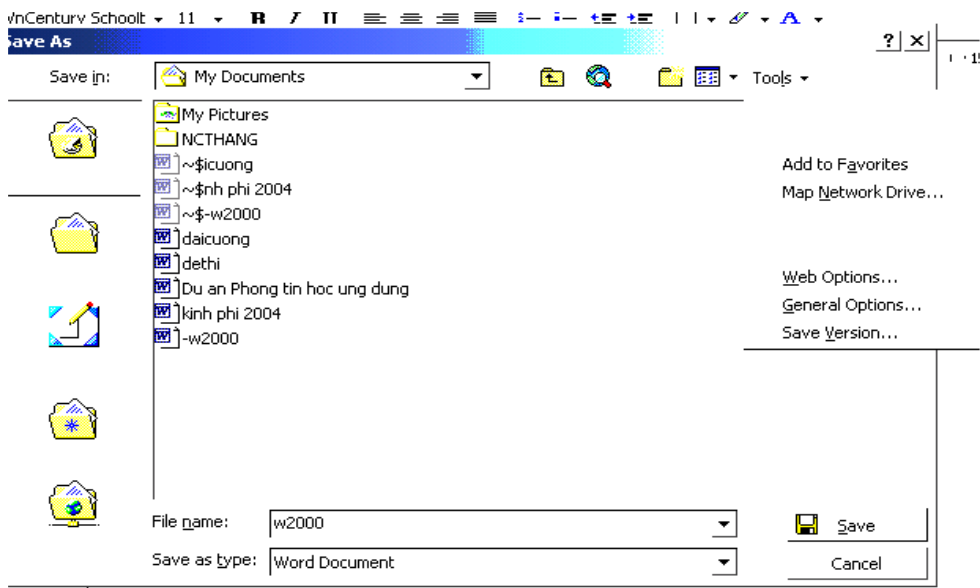 .VnCentury Schoolb 11 B I U
Save As
Save in: My Documents Tools
My Pictures
NCTHANG
~$icuong
~$nh phi 2004
~$-w2000
daicuong
dethi
Du an Phong tin hoc ung dung
kinh phi 2004
-w2000
Add to Favorites
Map Network Drive...
Web Options...
General Options...
Save Version...
File name: w2000 Save
Save as type: Word Document Cancel